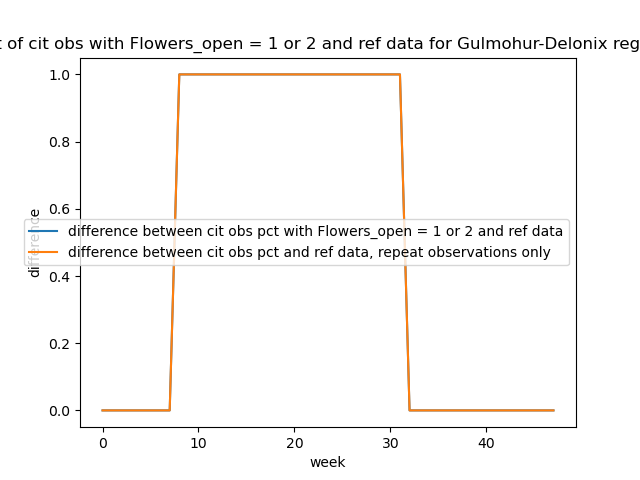 of cit obs with Flowers_open = 1 or 2 and ref data for Gulmohur-Delonix reg
1.0
0.8
0.6
0.4
0.2
0.0
difference
difference between cit obs pct with Flowers_open = 1 or 2 and ref data
difference between cit obs pct and ref data, repeat observations only
0 10 20 30 40
week